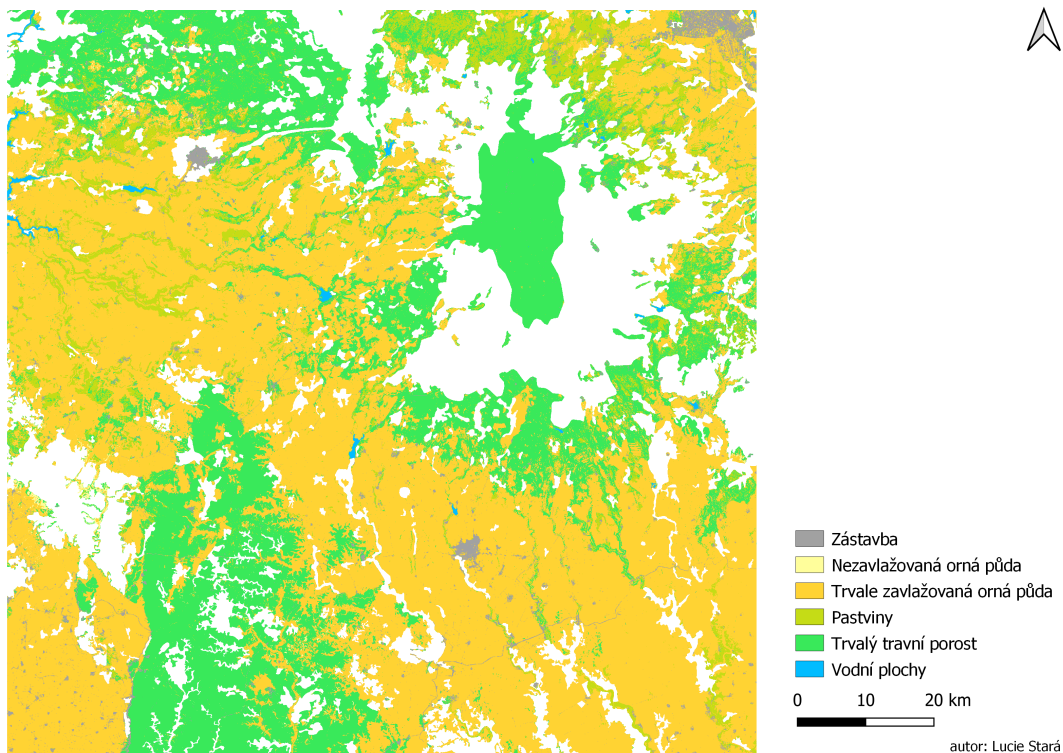 Zástavba
Nezavlažovaná orná půda
Trvale zavlažovaná orná půda
Pastviny
Trvalý travní porost
Vodní plochy
0 10 20 km
autor: Lucie Stará